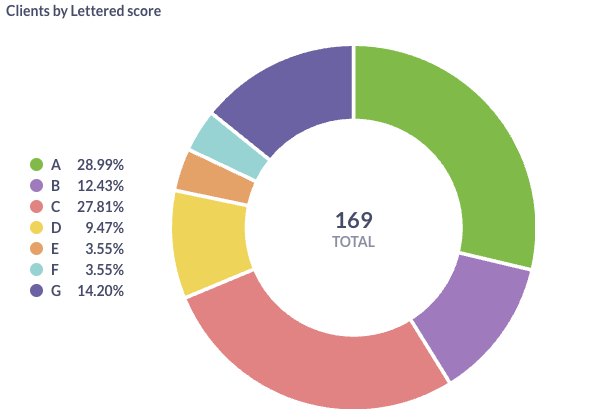 Clients by Lettered score
A 28.99%
B 12.43%
C 27.81%
D 9.47%
E 3.55%
F 3.55%
G 14.20%
169
TOTAL